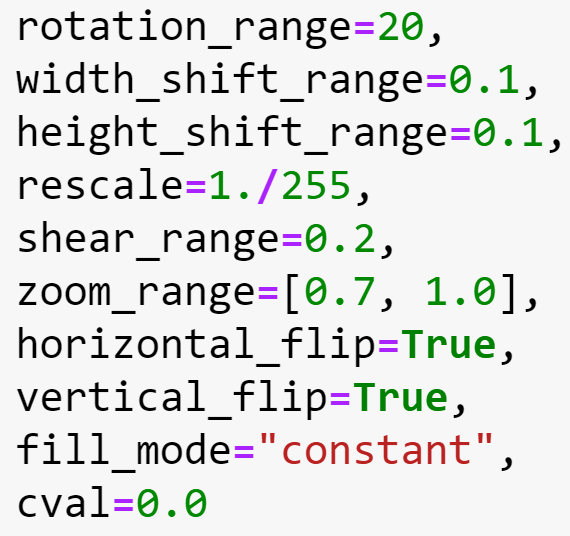 rotation_range=20,
width_shift_range=0.1,
height_shift_range=0.1,
rescale=1./255,
shear_range=0.2,
zoom_range=[0.7, 1.0],
horizontal_flip=True,
vertical_flip=True,
fill_mode="constant",
cval=0.0